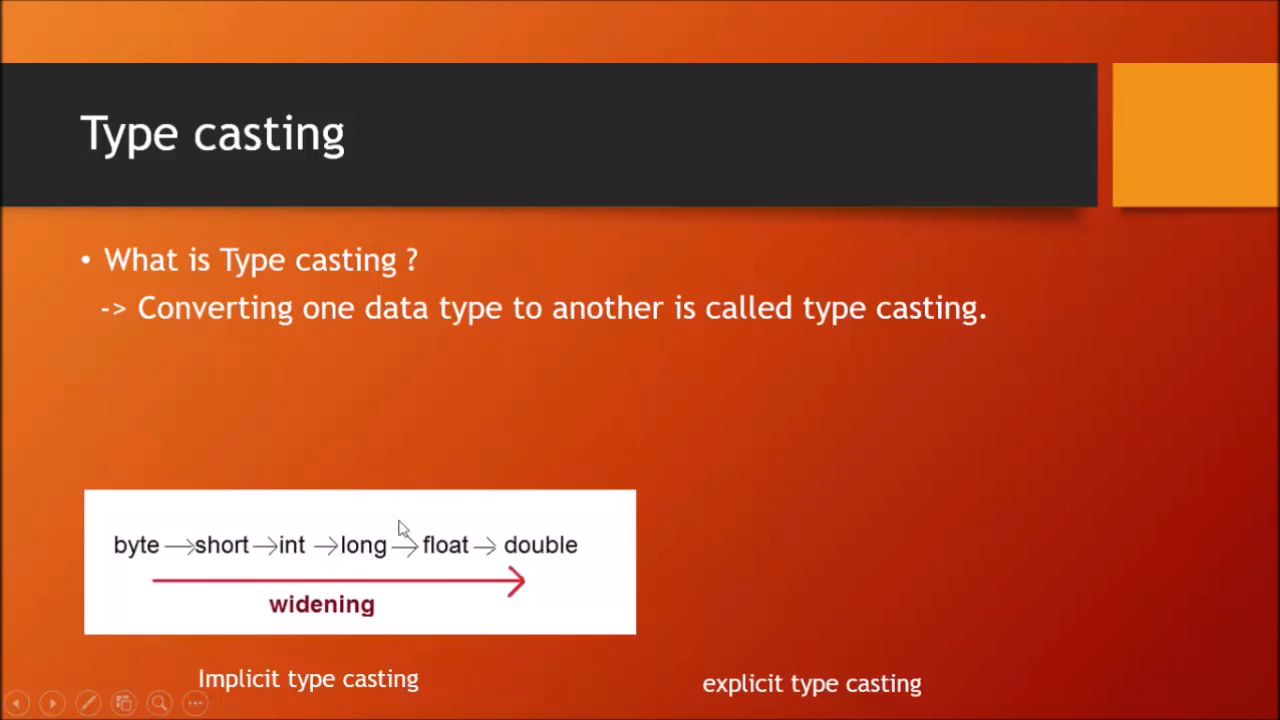 Type casting
• What is Type casting ?
-> Converting one data type to another is called type casting.
byte → short → int → long → float → double
widening
Implicit type casting
explicit type casting